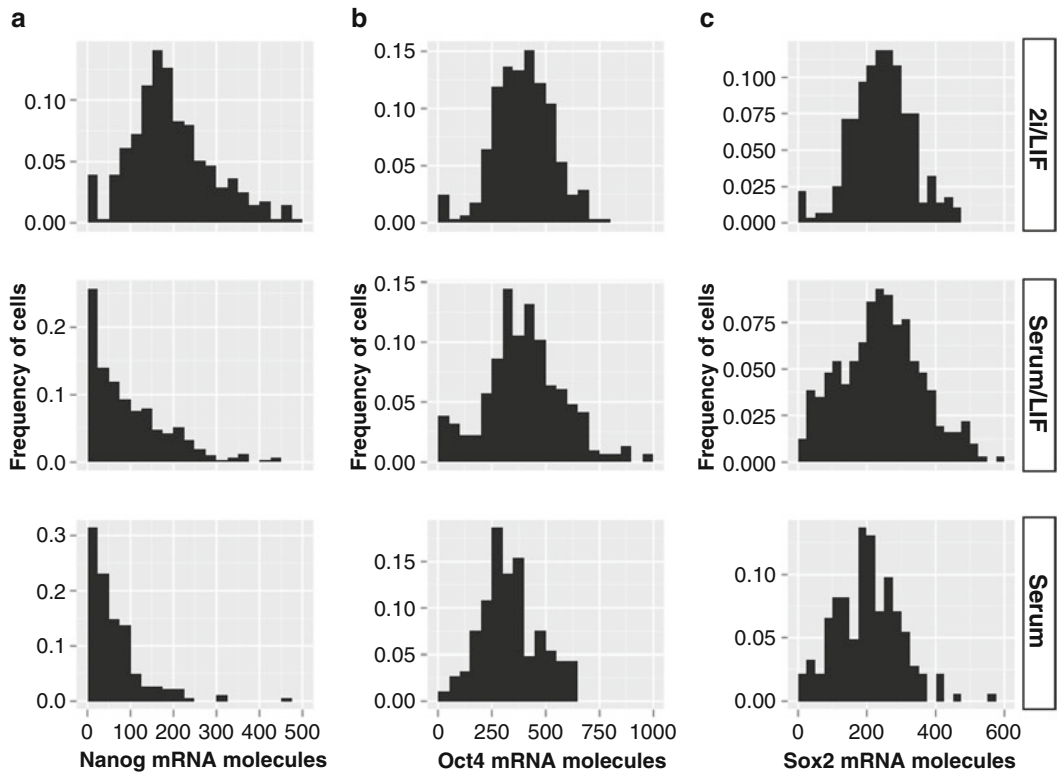 a
b
c
0.10
0.05
0.00
0.15
0.10
0.05
0.00
0.100
0.075
0.050
0.025
0.000
2i/LIF
Frequency of cells
0.2
0.1
0.0
Frequency of cells
0.15
0.10
0.05
0.00
Frequency of cells
0.075
0.050
0.025
0.000
Serum/LIF
0.3
0.2
0.1
0.0
0.15
0.10
0.05
0.00
0.10
0.05
0.00
Serum
0 100 200 300 400 500
0 250 500 750 1000
0 200 400 600
Nanog mRNA molecules
Oct4 mRNA molecules
Sox2 mRNA molecules